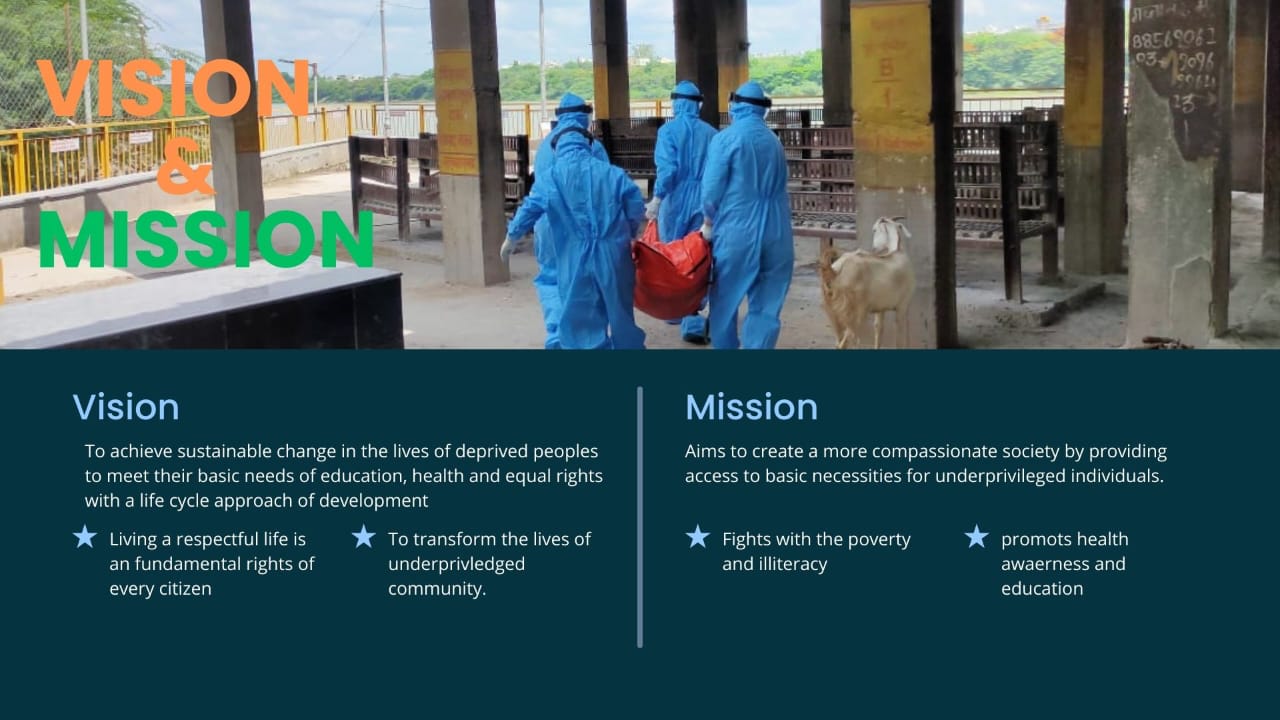 VISION
&
MISSION
B
1
Vision
To achieve sustainable change in the lives of deprived peoples
to meet their basic needs of education, health and equal rights
with a life cycle approach of development
Living a respectful life is
an fundamental rights of
every citizen
To transform the lives of
underprivledged
community.
Mission
Aims to create a more compassionate society by providing
access to basic necessities for underprivileged individuals.
Fights with the poverty
and illiteracy
promots health
awaerness and
education